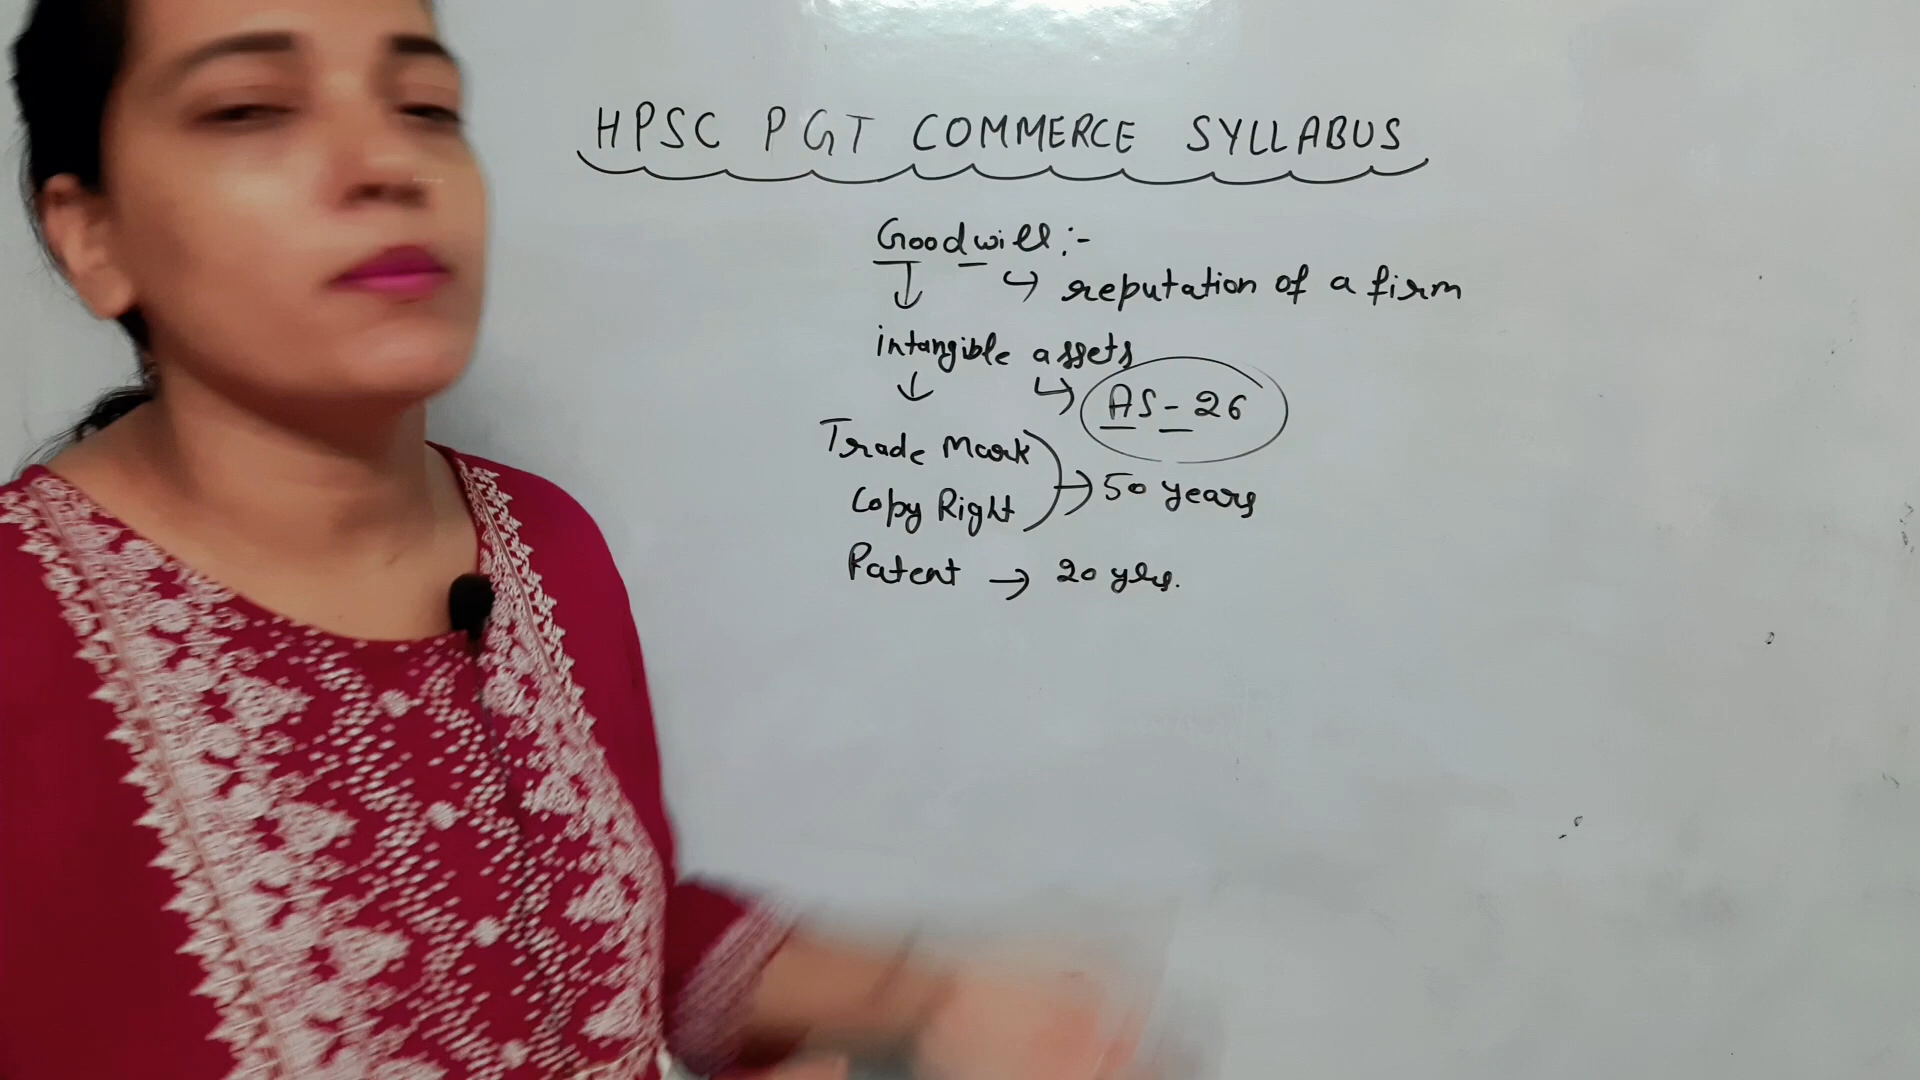 HPSC PGT COMMERCE SYLLABUS
Goodwill :-
↓ ↳ reputation of a firm
intangible assets
↓ ↳ AS-26
Trade Mark
Copy Right → 50 years
Patent → 20 yrs.